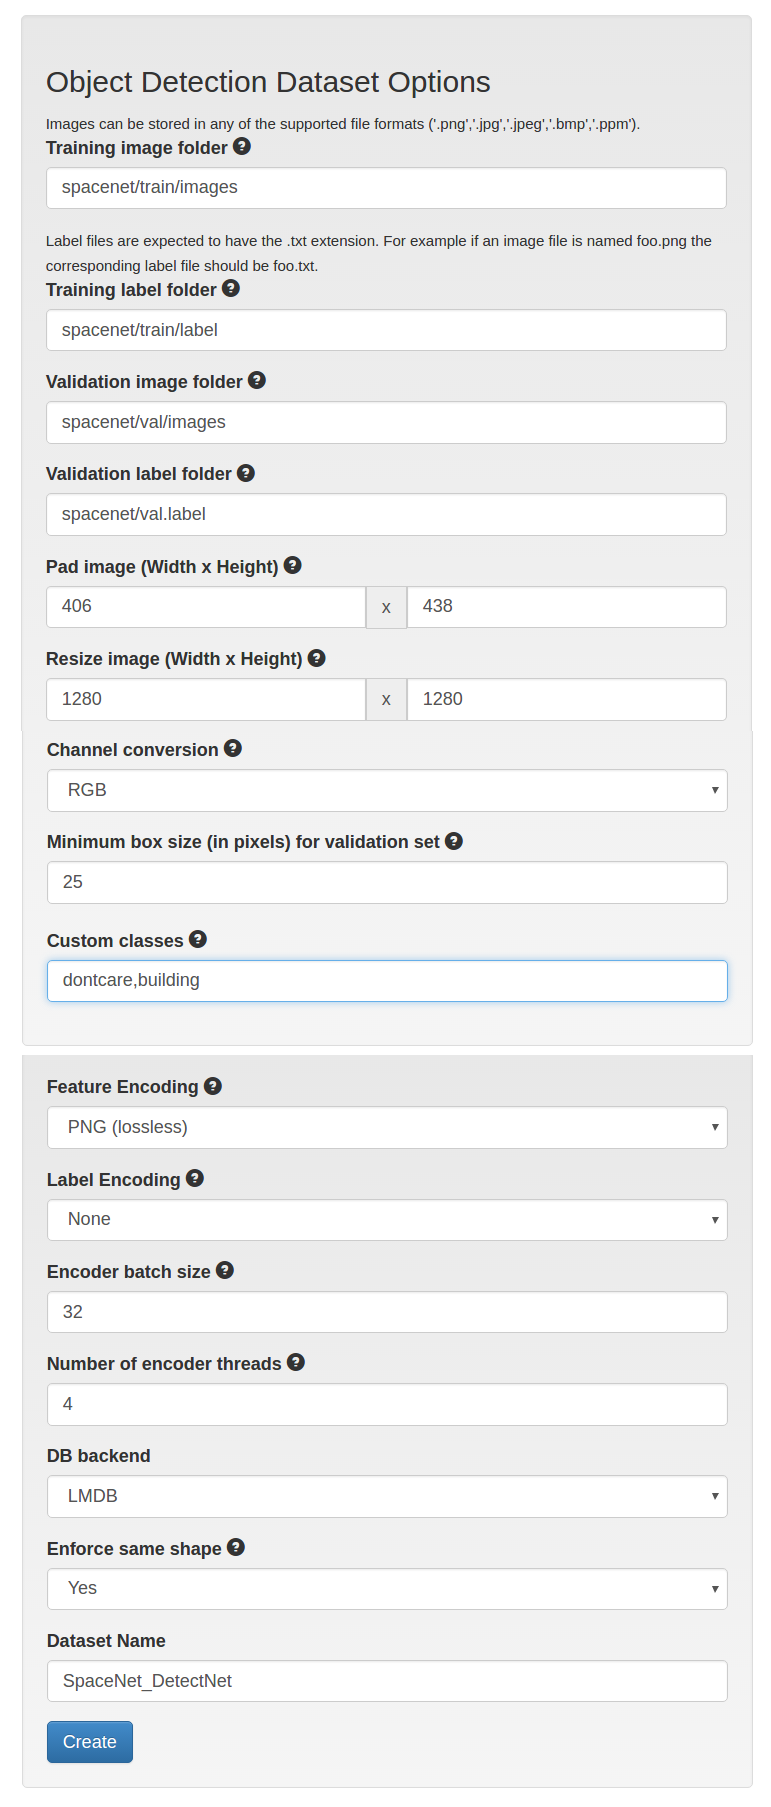 Object Detection Dataset Options
Images can be stored in any of the supported file formats ('.png','.jpg','.jpeg','.bmp','.ppm').
Training image folder ?
spacenet/train/images
Label files are expected to have the .txt extension. For example if an image file is named foo.png the
corresponding label file should be foo.txt.
Training label folder ?
spacenet/train/label
Validation image folder ?
spacenet/val/images
Validation label folder ?
spacenet/val.label
Pad image (Width x Height) ?
406 x 438
Resize image (Width x Height) ?
1280 x 1280
Channel conversion ?
RGB
Minimum box size (in pixels) for validation set ?
25
Custom classes ?
dontcare,building
Feature Encoding ?
PNG (lossless)
Label Encoding ?
None
Encoder batch size ?
32
Number of encoder threads ?
4
DB backend
LMDB
Enforce same shape ?
Yes
Dataset Name
SpaceNet_DetectNet
Create